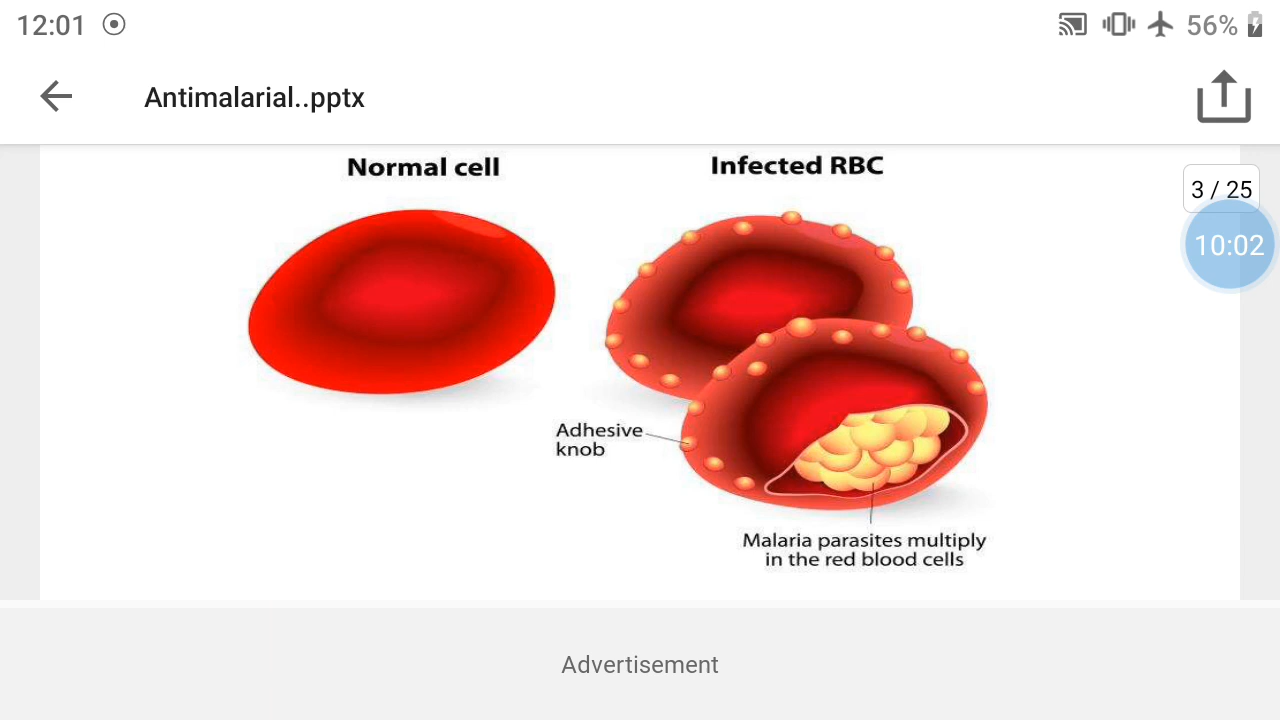 12:01
56%
Antimalarial..pptx
Normal cell
Infected RBC
3 / 25
10:02
Adhesive
knob
Malaria parasites multiply
in the red blood cells
Advertisement